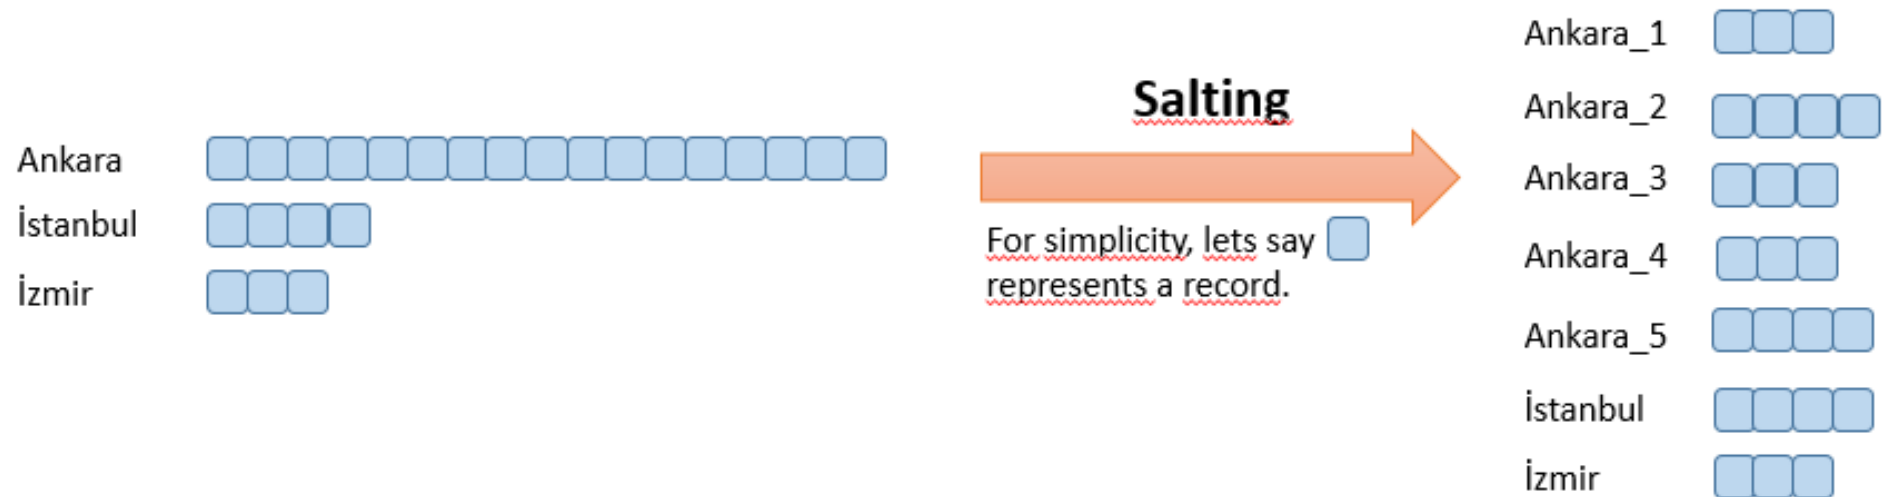 Ankara
İstanbul
İzmir
Salting
For simplicity, lets say
represents a record.
Ankara_1
Ankara_2
Ankara_3
Ankara_4
Ankara_5
İstanbul
İzmir